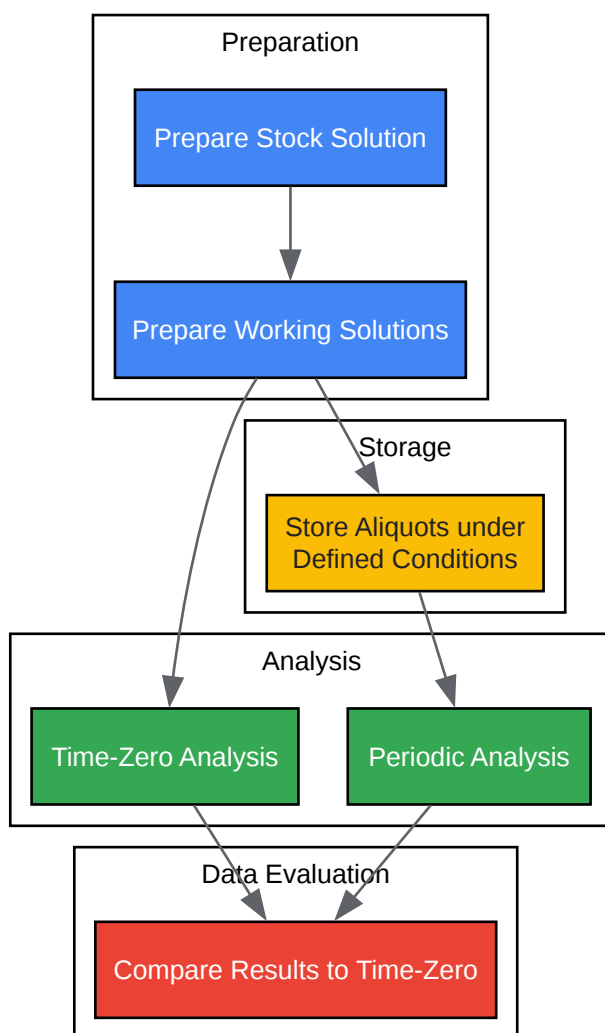 Preparation
Prepare Stock Solution
Prepare Working Solutions
Storage
Store Aliquots under
Defined Conditions
Analysis
Time-Zero Analysis
Periodic Analysis
Data Evaluation
Compare Results to Time-Zero